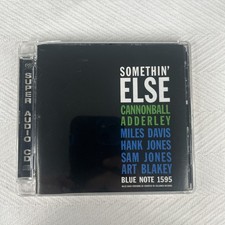 SUPER AUDIO CD
SOMETHIN'
ELSE
CANNONBALL
ADDERLEY
MILES DAVIS
HANK JONES
SAM JONES
ART BLAKEY
BLUE NOTE 1595